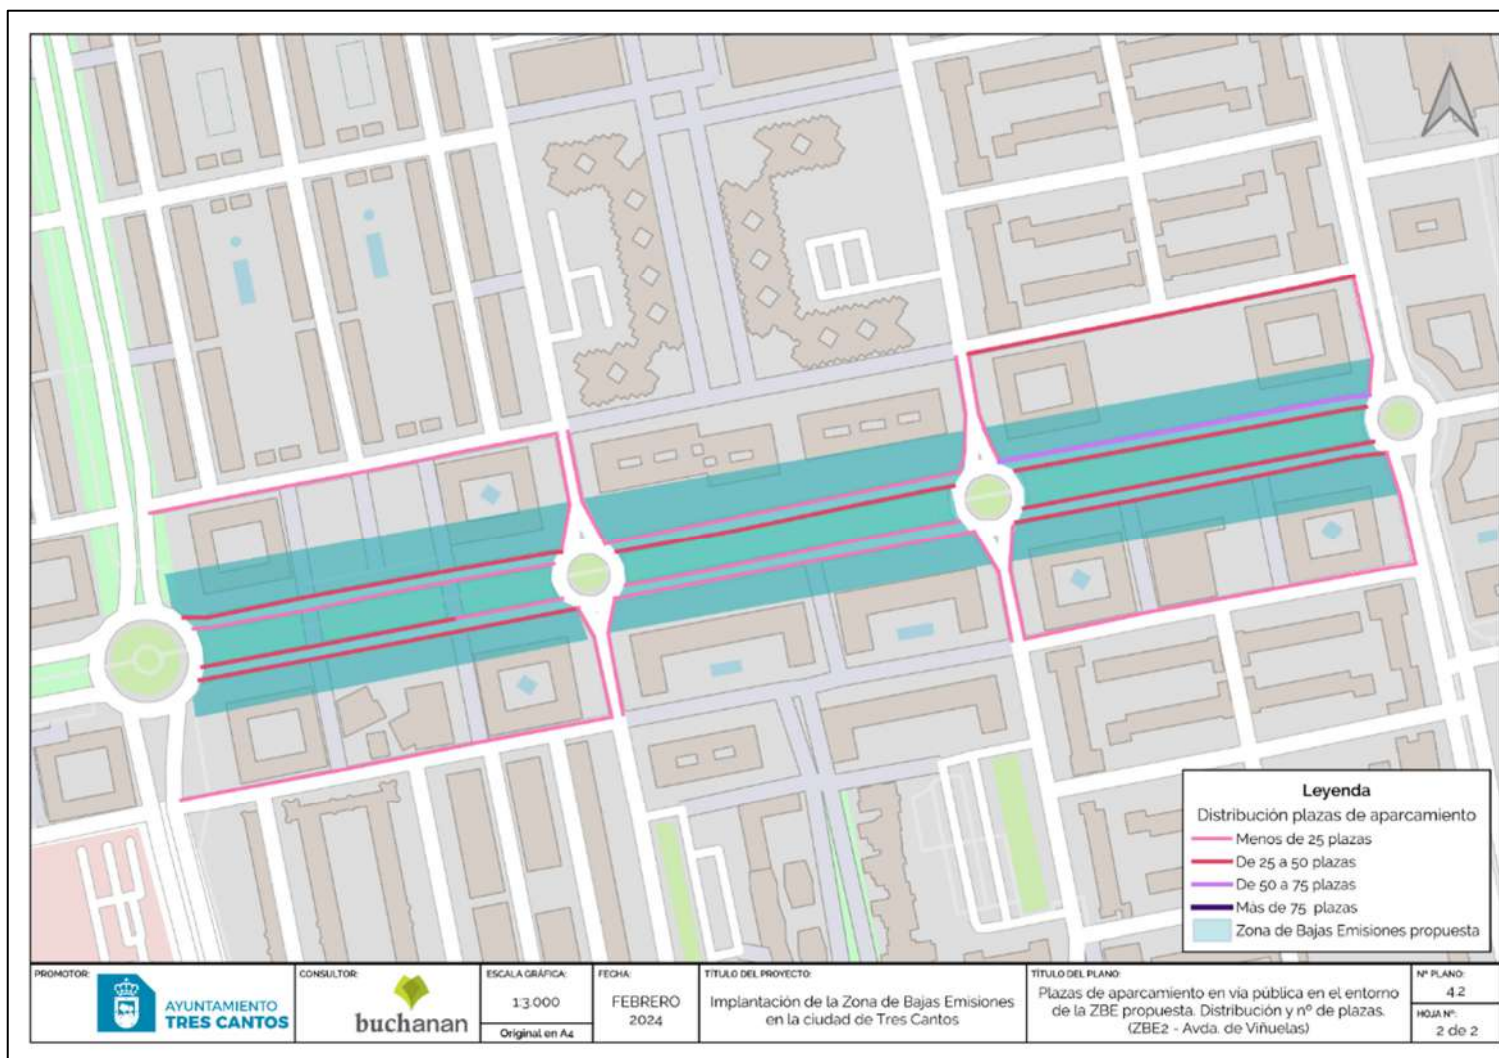 Leyenda
Distribución plazas de aparcamiento
Menos de 25 plazas
De 25 a 50 plazas
De 50 a 75 plazas
Más de 75 plazas
Zona de Bajas Emisiones propuesta
PROMOTOR:
AYUNTAMIENTO
TRES CANTOS
CONSULTOR:
buchanan
ESCALA GRÁFICA:
1:3.000
Original en A4
FECHA:
FEBRERO
2024
TÍTULO DEL PROYECTO:
Implantación de la Zona de Bajas Emisiones
en la ciudad de Tres Cantos
TÍTULO DEL PLANO:
Plazas de aparcamiento en vía pública en el entorno
de la ZBE propuesta. Distribución y nº de plazas.
(ZBE2 - Avda. de Viñuelas)
Nº PLANO:
4.2
HOJA Nº:
2 de 2